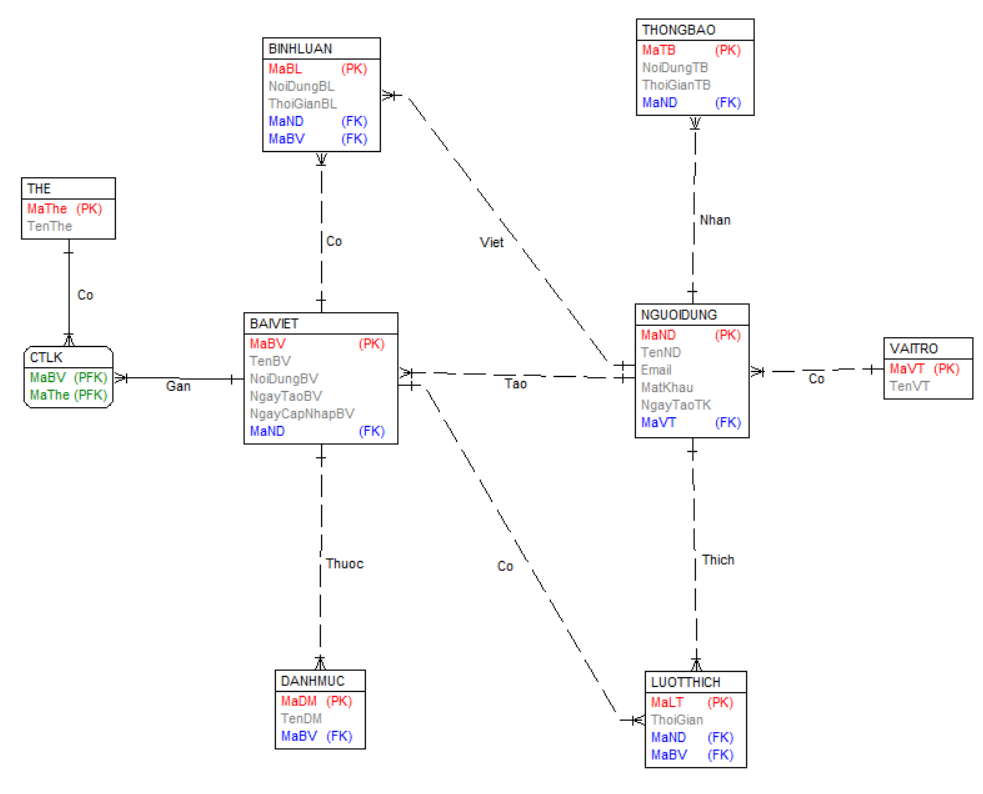 THONGBAO
MaTB (PK)
NoiDungTB
ThoiGianTB
MaND (FK)
BINHLUAN
MaBL (PK)
NoiDungBL
ThoiGianBL
MaND (FK)
MaBV (FK)
THE
MaThe (PK)
TenThe
Co
Viet
Nhan
Co
CTLK
MaBV (PFK)
MaThe (PFK)
Gan
BAIVIET
MaBV (PK)
TenBV
NoiDungBV
NgayTaoBV
NgayCapNhapBV
MaND (FK)
Tao
NGUOIDUNG
MaND (PK)
TenND
Email
MatKhau
NgayTaoTK
MaVT (FK)
Co
VAITRO
MaVT (PK)
TenVT
Thuoc
Co
Thich
DANHMUC
MaDM (PK)
TenDM
MaBV (FK)
LUOTTHICH
MaLT (PK)
ThoiGian
MaND (FK)
MaBV (FK)